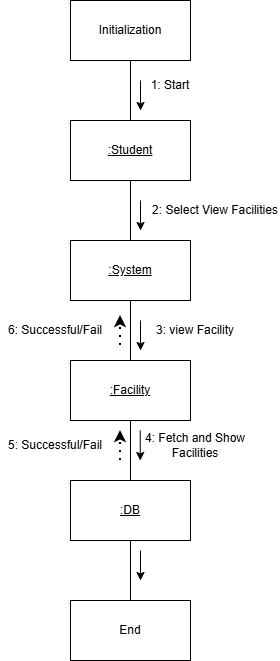 Initialization
1: Start
:Student
2: Select View Facilities
:System
6: Successful/Fail
3: view Facility
:Facility
5: Successful/Fail
4: Fetch and Show
Facilities
:DB
End